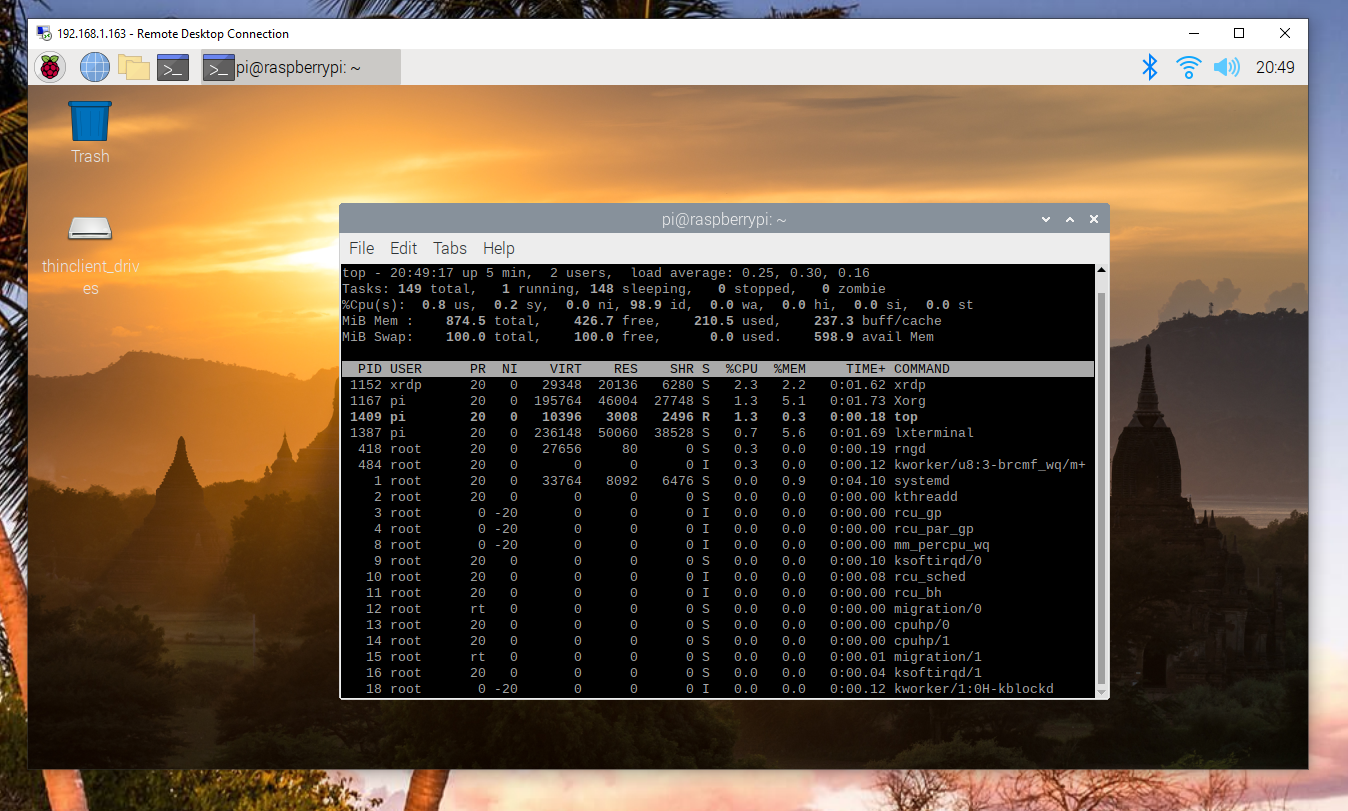 192.168.1.163 - Remote Desktop Connection
pi@raspberrypi: ~
20:49
Trash
thinclient_driv
es
pi@raspberrypi: ~
File Edit Tabs Help
top - 20:49:17 up 5 min,  2 users,  load average: 0.25, 0.30, 0.16
Tasks: 149 total,   1 running, 148 sleeping,   0 stopped,   0 zombie
%Cpu(s):  0.8 us,  0.2 sy,  0.0 ni, 98.9 id,  0.0 wa,  0.0 hi,  0.0 si,  0.0 st
MiB Mem :    874.5 total,    426.7 free,    210.5 used,    237.3 buff/cache
MiB Swap:    100.0 total,    100.0 free,      0.0 used.    598.9 avail Mem
PID USER      PR  NI    VIRT    RES    SHR S  %CPU  %MEM     TIME+ COMMAND
1152 xrdp      20   0   29348  20136   6280 S   2.3   2.2   0:01.62 xrdp
1167 pi        20   0  195764  46004  27748 S   1.3   5.1   0:01.73 Xorg
1409 pi        20   0   10396   3008   2496 R   1.3   0.3   0:00.18 top
1387 pi        20   0  236148  50060  38528 S   0.7   5.6   0:01.69 lxterminal
418 root      20   0   27656     80      0 S   0.3   0.0   0:00.19 rngd
484 root      20   0       0      0      0 I   0.3   0.0   0:00.12 kworker/u8:3-brcmf_wq/m+
1 root      20   0   33764   8092   6476 S   0.0   0.9   0:04.10 systemd
2 root      20   0       0      0      0 S   0.0   0.0   0:00.00 kthreadd
3 root       0 -20       0      0      0 I   0.0   0.0   0:00.00 rcu_gp
4 root       0 -20       0      0      0 I   0.0   0.0   0:00.00 rcu_par_gp
8 root       0 -20       0      0      0 I   0.0   0.0   0:00.00 mm_percpu_wq
9 root      20   0       0      0      0 S   0.0   0.0   0:00.10 ksoftirqd/0
10 root      20   0       0      0      0 I   0.0   0.0   0:00.08 rcu_sched
11 root      20   0       0      0      0 I   0.0   0.0   0:00.00 rcu_bh
12 root      rt   0       0      0      0 S   0.0   0.0   0:00.00 migration/0
13 root      20   0       0      0      0 S   0.0   0.0   0:00.00 cpuhp/0
14 root      20   0       0      0      0 S   0.0   0.0   0:00.00 cpuhp/1
15 root      rt   0       0      0      0 S   0.0   0.0   0:00.01 migration/1
16 root      20   0       0      0      0 S   0.0   0.0   0:00.04 ksoftirqd/1
18 root       0 -20       0      0      0 I   0.0   0.0   0:00.12 kworker/1:0H-kblockd